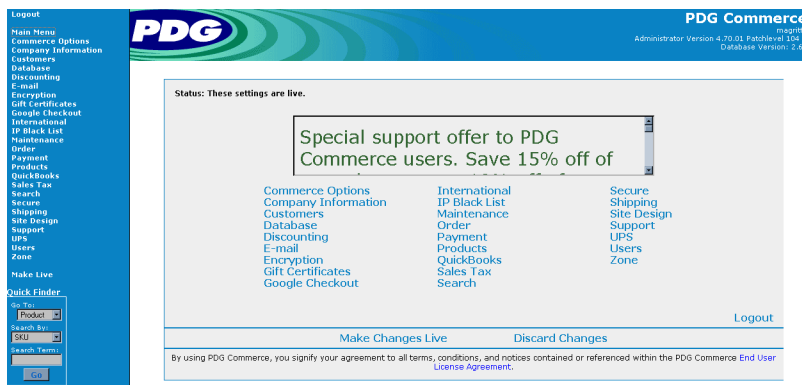 Logout
Main Menu
Commerce Options
Company Information
Customers
Database
Discounting
E-mail
Encryption
Gift Certificates
Google Checkout
International
IP Black List
Maintenance
Order
Payment
Products
QuickBooks
Sales Tax
Search
Secure
Shipping
Site Design
Support
UPS
Users
Zone
Make Live
Quick Finder
Go To:
Product
Search By:
SKU
Search Term:
Go
PDG
PDG Commerce
Administrator Version 4.70.01 Patchlevel 104
Database Version: 2.6
Status: These settings are live.
Special support offer to PDG
Commerce users. Save 15% off of
Commerce Options International Secure
Company Information IP Black List Shipping
Customers Maintenance Site Design
Database Order Support
Discounting Payment UPS
E-mail Products Users
Encryption QuickBooks Zone
Gift Certificates Sales Tax
Google Checkout Search
Logout
Make Changes Live Discard Changes
By using PDG Commerce, you signify your agreement to all terms, conditions, and notices contained or referenced within the PDG Commerce End User
License Agreement.